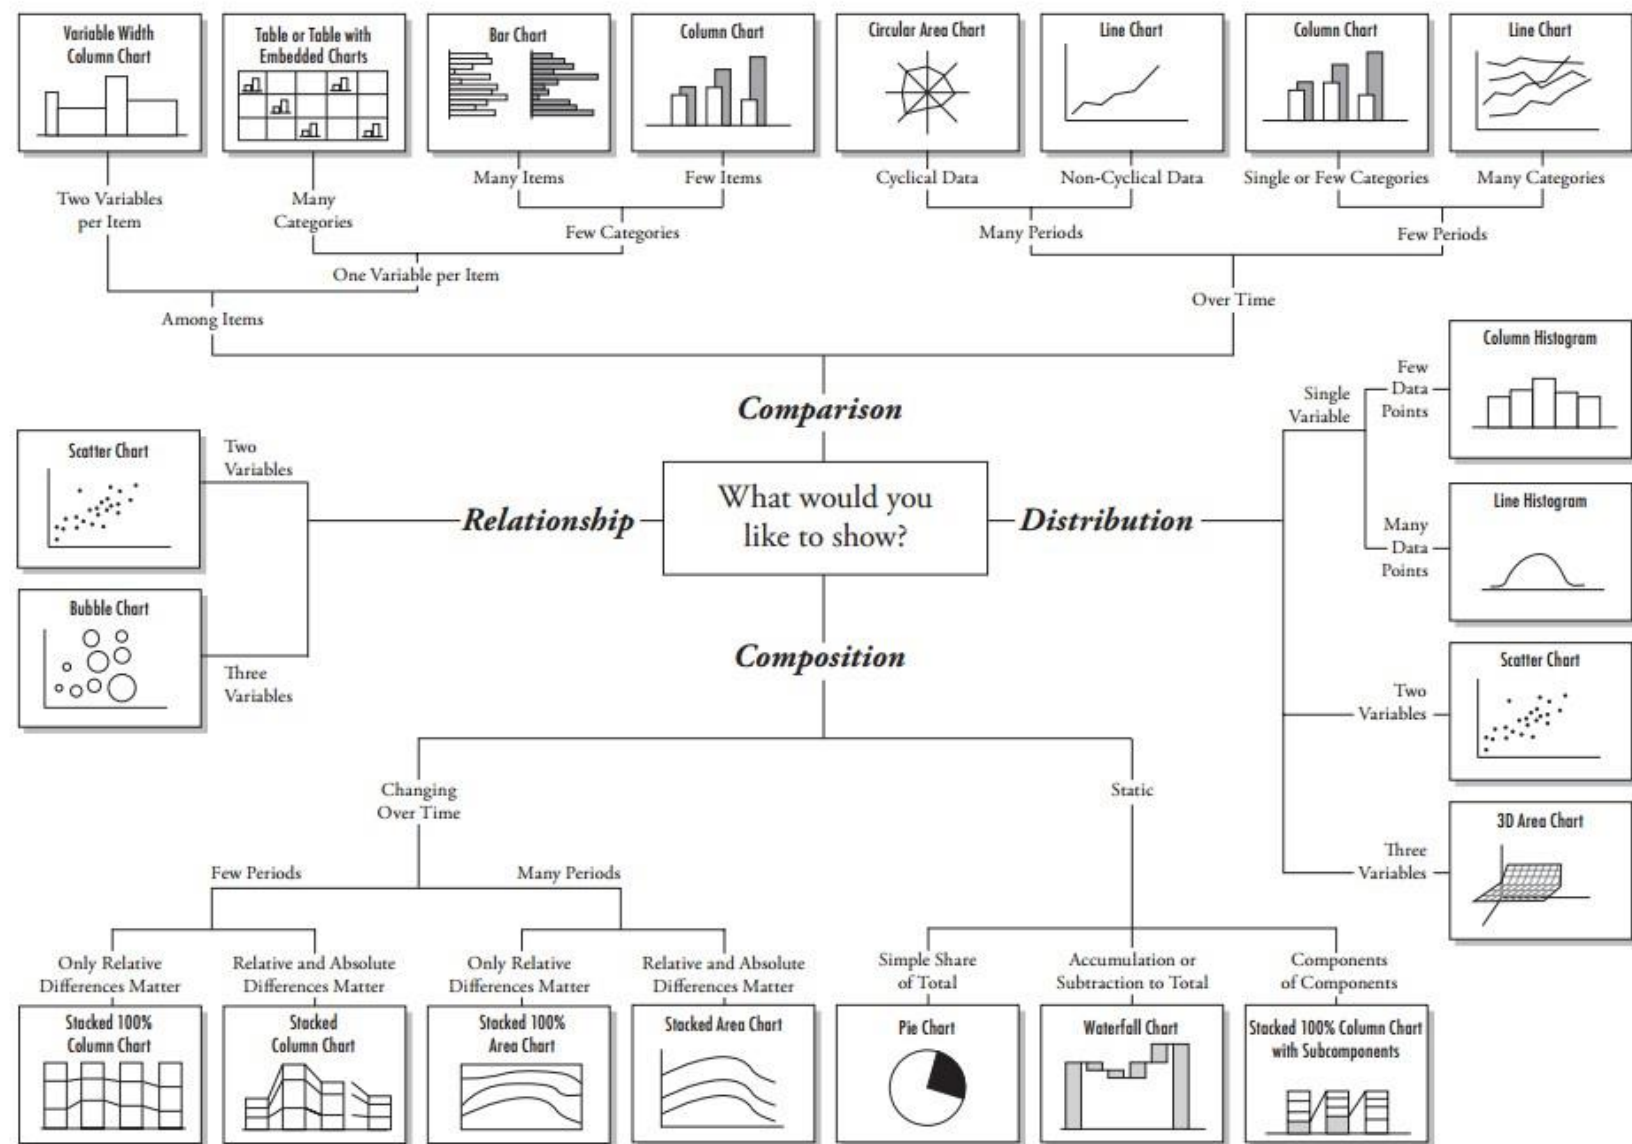 Variable Width
Column Chart
Table or Table with
Embedded Charts
Bar Chart
Column Chart
Circular Area Chart
Line Chart
Column Chart
Line Chart
Two Variables
per Item
Many
Categories
Many Items
Few Items
Cyclical Data
Non-Cyclical Data
Single or Few Categories
Many Categories
Few Categories
Many Periods
Few Periods
One Variable per Item
Over Time
Among Items
Comparison
Single
Variable
Few
Data
Points
Column Histogram
Scatter Chart
Two
Variables
Relationship
What would you
like to show?
Distribution
Many
Data
Points
Line Histogram
Bubble Chart
Three
Variables
Composition
Two
Variables
Scatter Chart
Changing
Over Time
Static
Three
Variables
3D Area Chart
Few Periods
Many Periods
Only Relative
Differences Matter
Relative and Absolute
Differences Matter
Only Relative
Differences Matter
Relative and Absolute
Differences Matter
Simple Share
of Total
Accumulation or
Subtraction to Total
Components
of Components
Stacked 100%
Column Chart
Stacked
Column Chart
Stacked 100%
Area Chart
Stacked Area Chart
Pie Chart
Waterfall Chart
Stacked 100% Column Chart
with Subcomponents